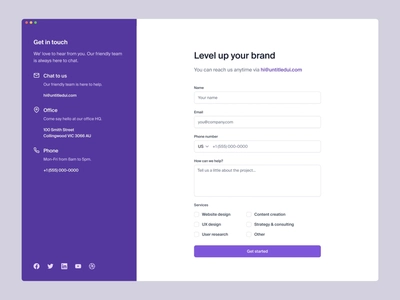 Get in touch
We' love to hear from you. Our friendly team
is always here to chat.
Chat to us
Our friendly team is here to help.
hi@untitledui.com
Office
Come say hello at our office HQ.
100 Smith Street
Collingwood VIC 3066 AU
Phone
Mon-Fri from 8am to 5pm.
+1 (555) 000-0000
Level up your brand
You can reach us anytime via hi@untitledui.com
Name
Your name
Email
you@company.com
Phone number
US +1 (555) 000-0000
How can we help?
Tell us a little about the project...
Services
Website design
Content creation
UX design
Strategy & consulting
User research
Other
Get started